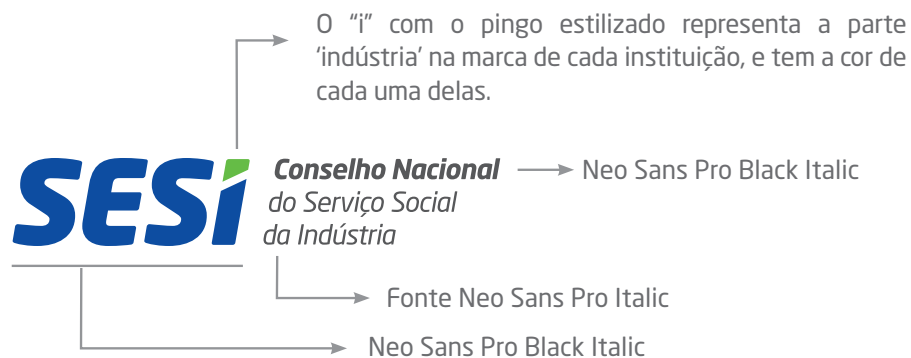 O “i” com o pingo estilizado representa a parte
‘indústria’ na marca de cada instituição, e tem a cor de
cada uma delas.
SESi
Conselho Nacional
do Serviço Social
da Indústria
Neo Sans Pro Black Italic
Fonte Neo Sans Pro Italic
Neo Sans Pro Black Italic